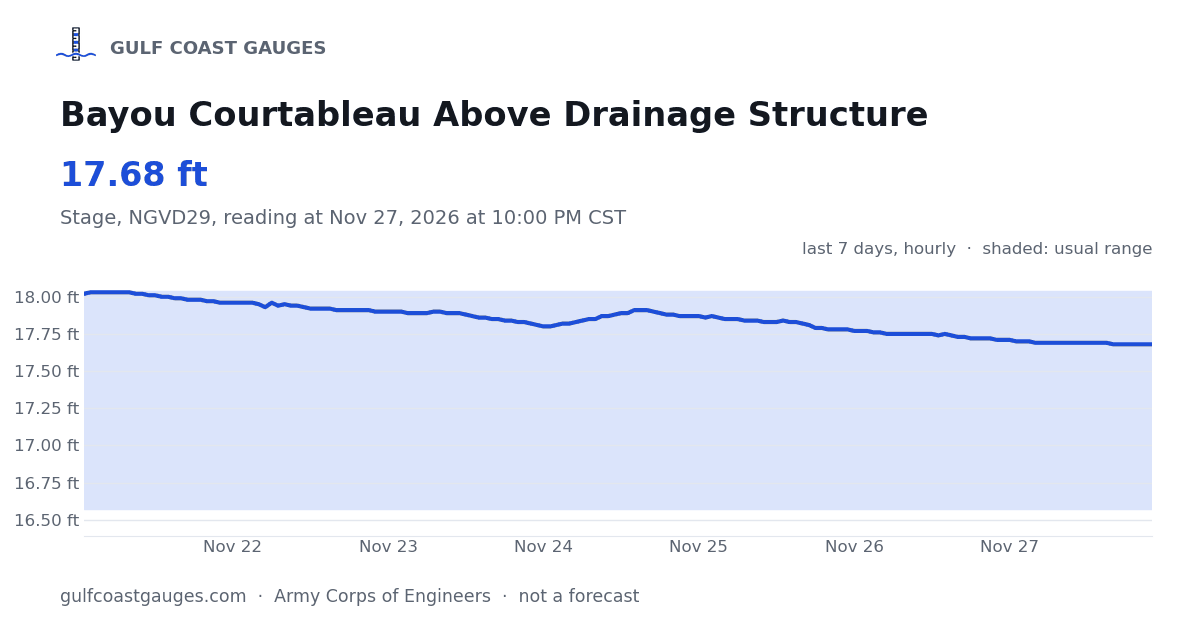 GULF COAST GAUGES
Bayou Courtableau Above Drainage Structure
17.68 ft
Stage, NGVD29, reading at Nov 27, 2026 at 10:00 PM CST
last 7 days, hourly · shaded: usual range
18.00 ft
17.75 ft
17.50 ft
17.25 ft
17.00 ft
16.75 ft
16.50 ft
Nov 22 Nov 23 Nov 24 Nov 25 Nov 26 Nov 27
gulfcoastgauges.com · Army Corps of Engineers · not a forecast